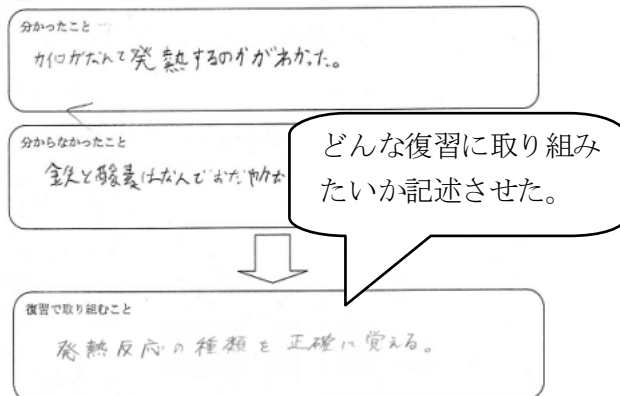 分かったこと
カイロがなんで発熱するのかがわかった。
分からなかったこと
鉄と酸素はなんで
どんな復習に取り組み
たいか記述させた。
復習で取り組むこと
発熱反応の種類を正確に覚える。